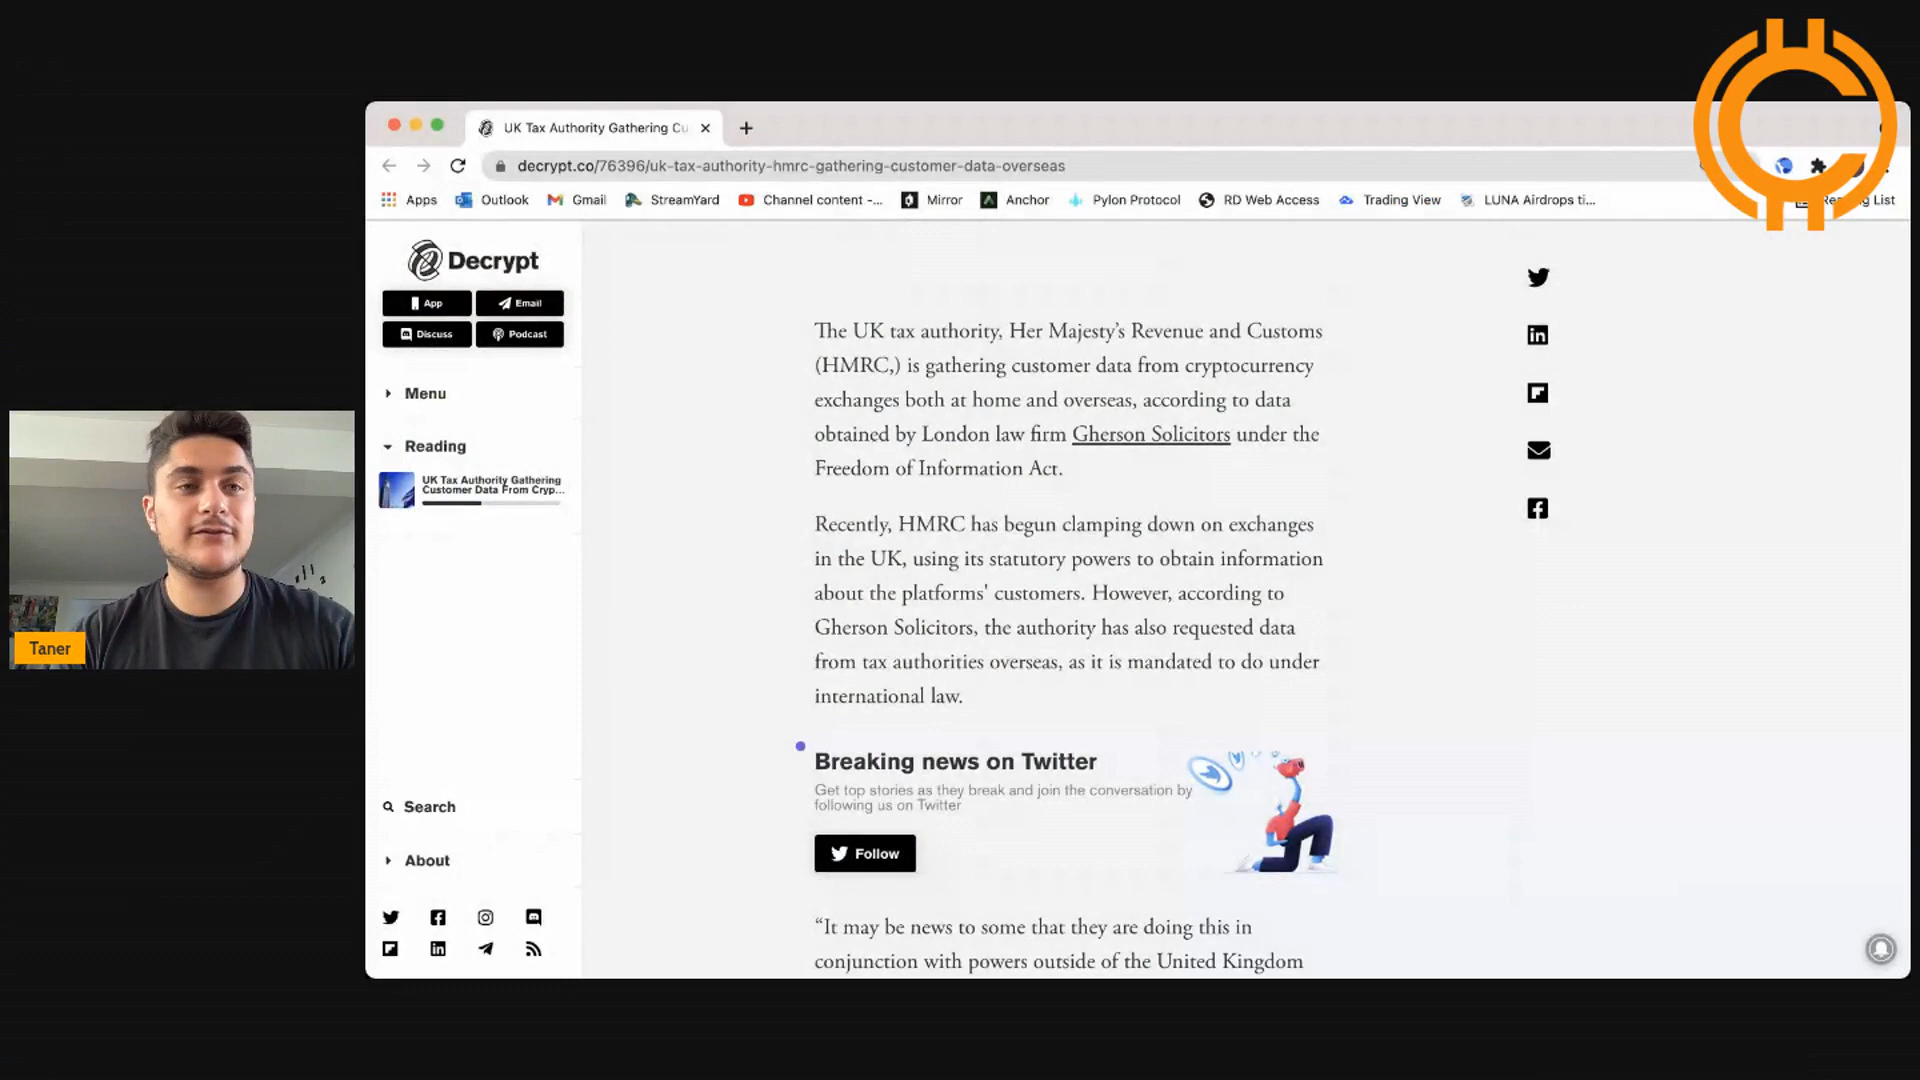 UK Tax Authority Gathering Cu
decrypt.co/76396/uk-tax-authority-hmrc-gathering-customer-data-overseas
Apps Outlook Gmail StreamYard Channel content -... Mirror Anchor Pylon Protocol RD Web Access Trading View LUNA Airdrops ti... List
Decrypt
App Email
Discuss Podcast
Menu
Reading
UK Tax Authority Gathering
Customer Data From Cryp...
Search
About
The UK tax authority, Her Majesty's Revenue and Customs
(HMRC,) is gathering customer data from cryptocurrency
exchanges both at home and overseas, according to data
obtained by London law firm Gherson Solicitors under the
Freedom of Information Act.
Recently, HMRC has begun clamping down on exchanges
in the UK, using its statutory powers to obtain information
about the platforms' customers. However, according to
Gherson Solicitors, the authority has also requested data
from tax authorities overseas, as it is mandated to do under
international law.
Breaking news on Twitter
Get top stories as they break and join the conversation by
following us on Twitter
Follow
“It may be news to some that they are doing this in
conjunction with powers outside of the United Kingdom
Taner